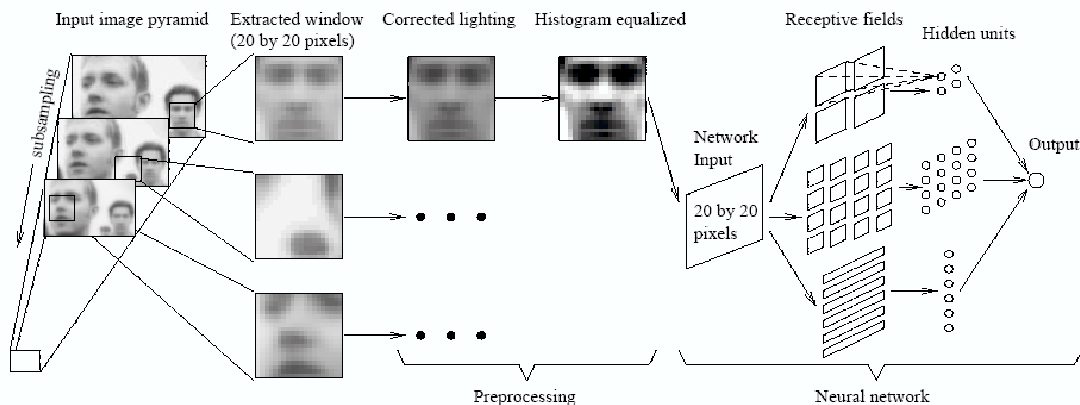 Input image pyramid
Extracted window
(20 by 20 pixels)
Corrected lighting
Histogram equalized
Receptive fields
Hidden units
subsampling
Network
Input
20 by 20
pixels
Output
Preprocessing
Neural network